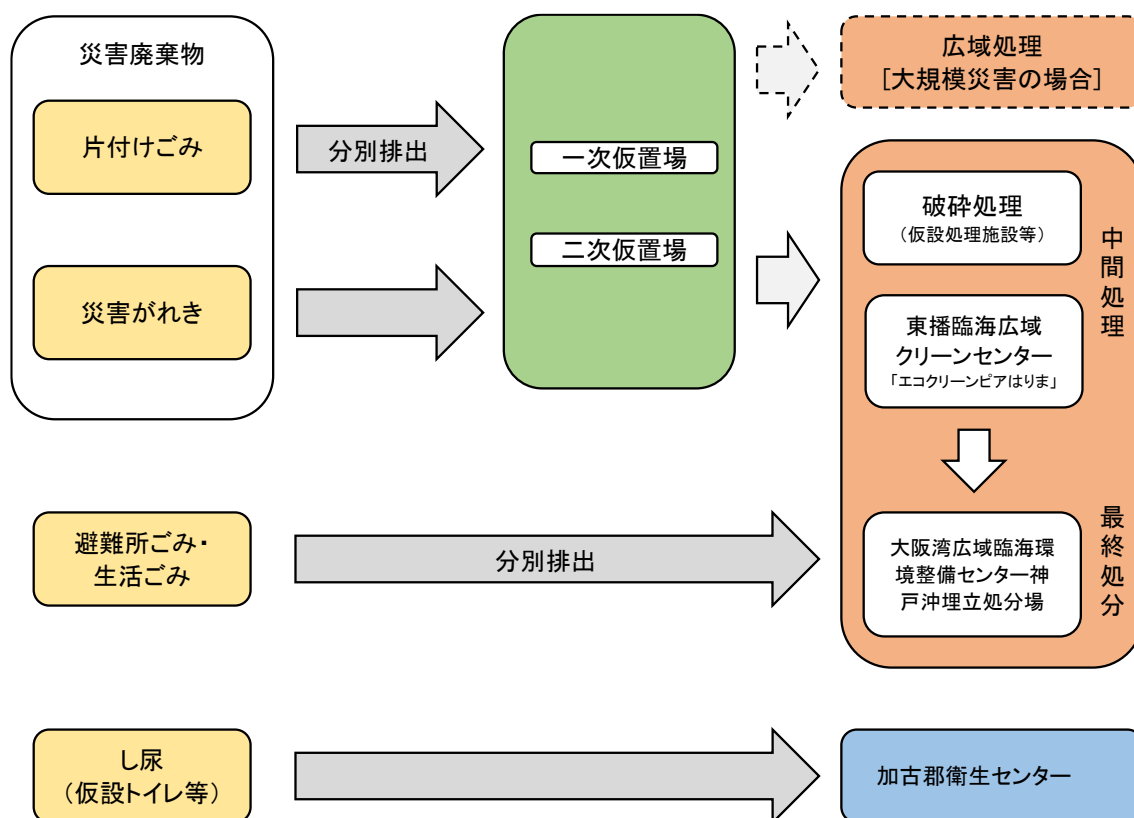 災害廃棄物
片付けごみ
災害がれき
分別排出
一次仮置場
二次仮置場
広域処理
[大規模災害の場合]
破砕処理
（仮設処理施設等）
東播臨海広域
クリーンセンター
「エコクリーンピアはりま」
中間処理
大阪湾広域臨海環
境整備センター神
戸沖埋立処分場
最終処分
避難所ごみ・
生活ごみ
分別排出
し尿
（仮設トイレ等）
加古郡衛生センター